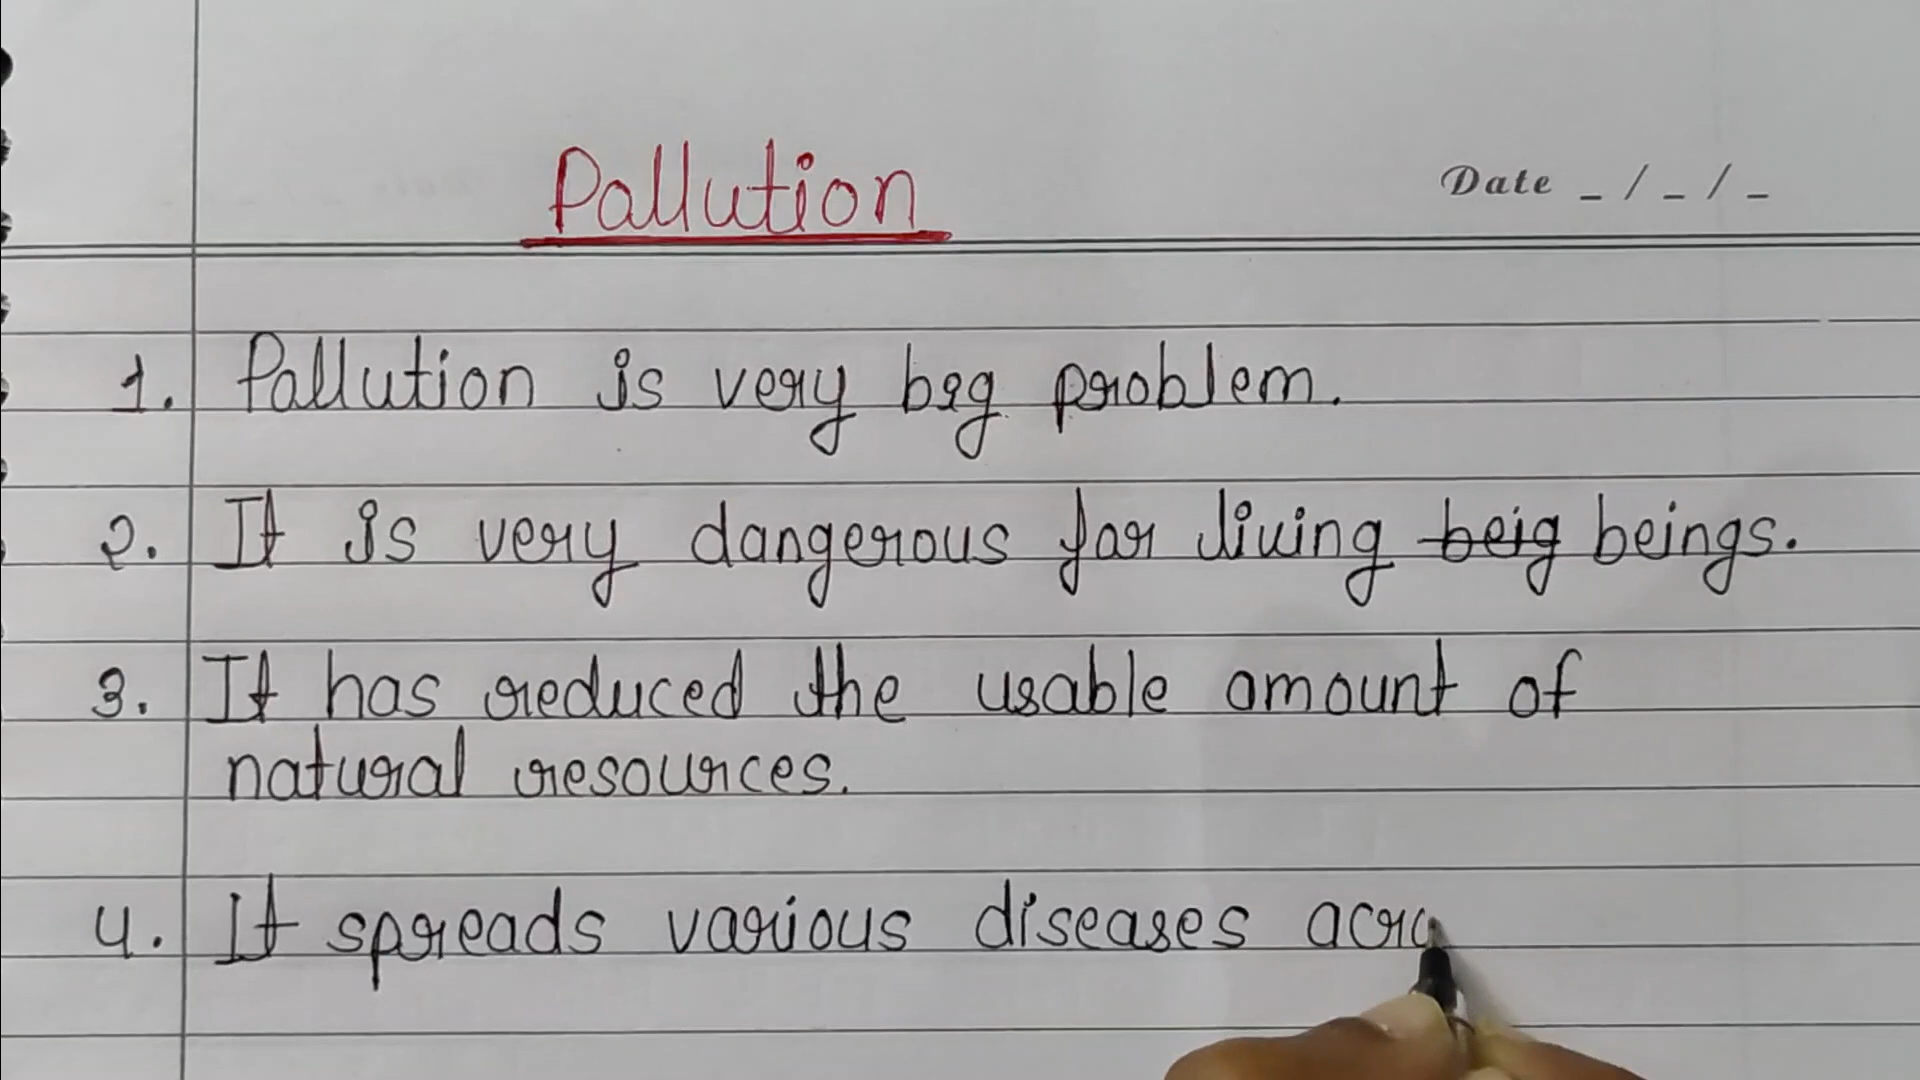 Pallution
Date _ / _ / _
1. Pallution is very big problem.
2. It is very dangerous for living beig beings.
3. It has reduced the usable amount of
natural resources.
4. It spreads various diseases acro